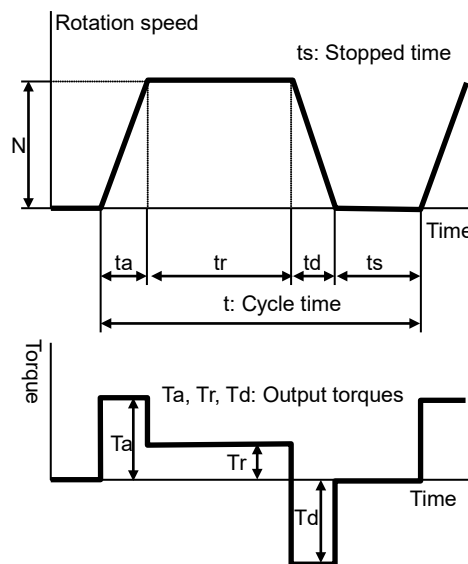 Rotation speed
ts: Stopped time
N
Time
ta
tr
td
ts
t: Cycle time
Torque
Ta, Tr, Td: Output torques
Ta
Tr
Td
Time